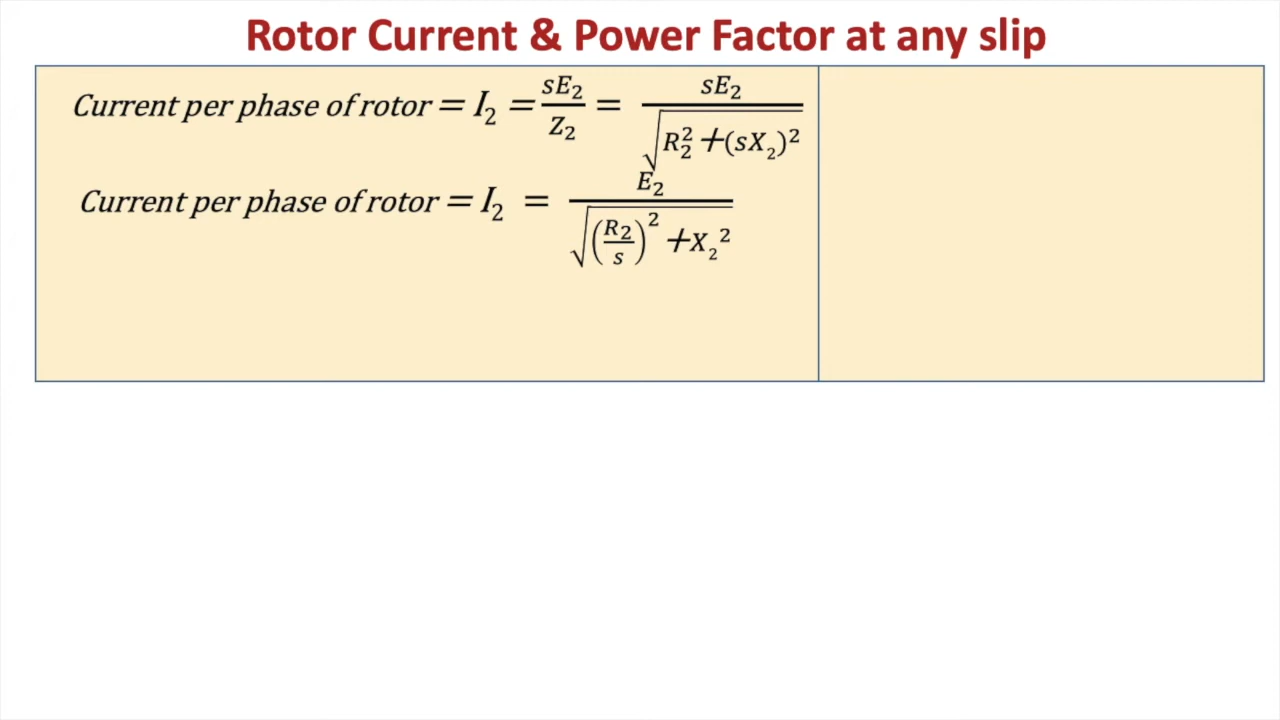 Rotor Current & Power Factor at any slip
Current per phase of rotor = I₂ = sE₂/Z₂ = sE₂/√(R₂² + (sX₂)²)
Current per phase of rotor = I₂ = E₂/√((R₂/s)² + X₂²)